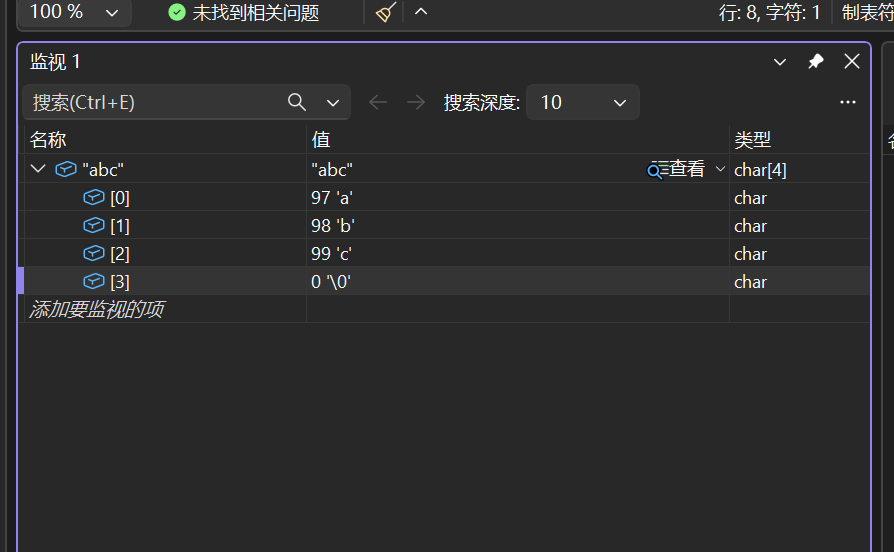 100 % 未找到相关问题 行: 8, 字符: 1 制表符
监视 1
搜索(Ctrl+E) 搜索深度: 10
名称 值 类型
"abc" "abc" 查看 char[4]
[0] 97 'a' char
[1] 98 'b' char
[2] 99 'c' char
[3] 0 '\0' char
添加要监视的项